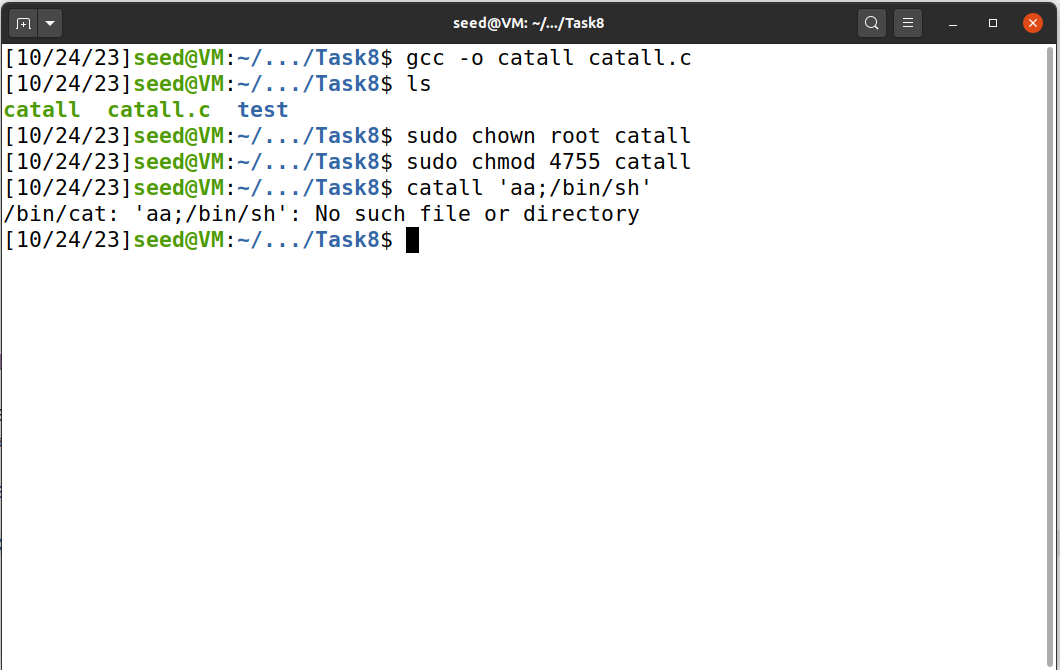 seed@VM: ~/.../Task8
[10/24/23]seed@VM:~/.../Task8$ gcc -o catall catall.c
[10/24/23]seed@VM:~/.../Task8$ ls
catall  catall.c  test
[10/24/23]seed@VM:~/.../Task8$ sudo chown root catall
[10/24/23]seed@VM:~/.../Task8$ sudo chmod 4755 catall
[10/24/23]seed@VM:~/.../Task8$ catall 'aa;/bin/sh'
/bin/cat: 'aa;/bin/sh': No such file or directory
[10/24/23]seed@VM:~/.../Task8$